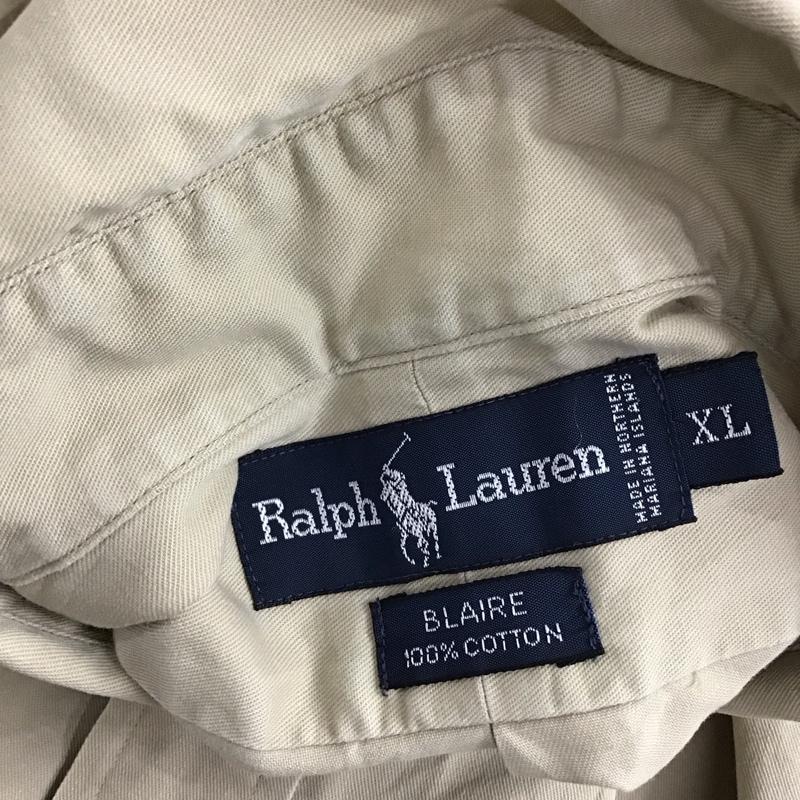 Ralph Lauren
MADE IN NORTHERN
MARIANA ISLANDS
XL
BLAIRE
100% COTTON